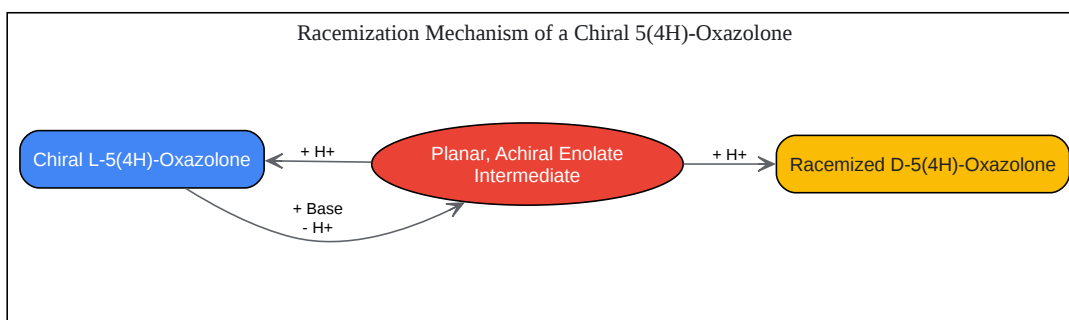 Racemization Mechanism of a Chiral 5(4H)-Oxazolone
Chiral L-5(4H)-Oxazolone
+ H+
Planar, Achiral Enolate
Intermediate
+ H+
Racemized D-5(4H)-Oxazolone
+ Base
- H+